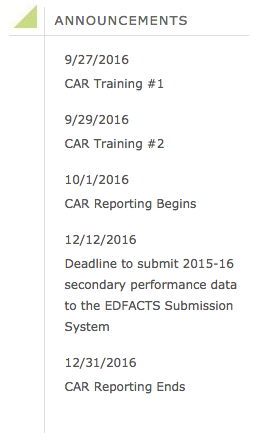 ANNOUNCEMENTS
9/27/2016
CAR Training #1
9/29/2016
CAR Training #2
10/1/2016
CAR Reporting Begins
12/12/2016
Deadline to submit 2015-16
secondary performance data
to the EDFACTS Submission
System
12/31/2016
CAR Reporting Ends